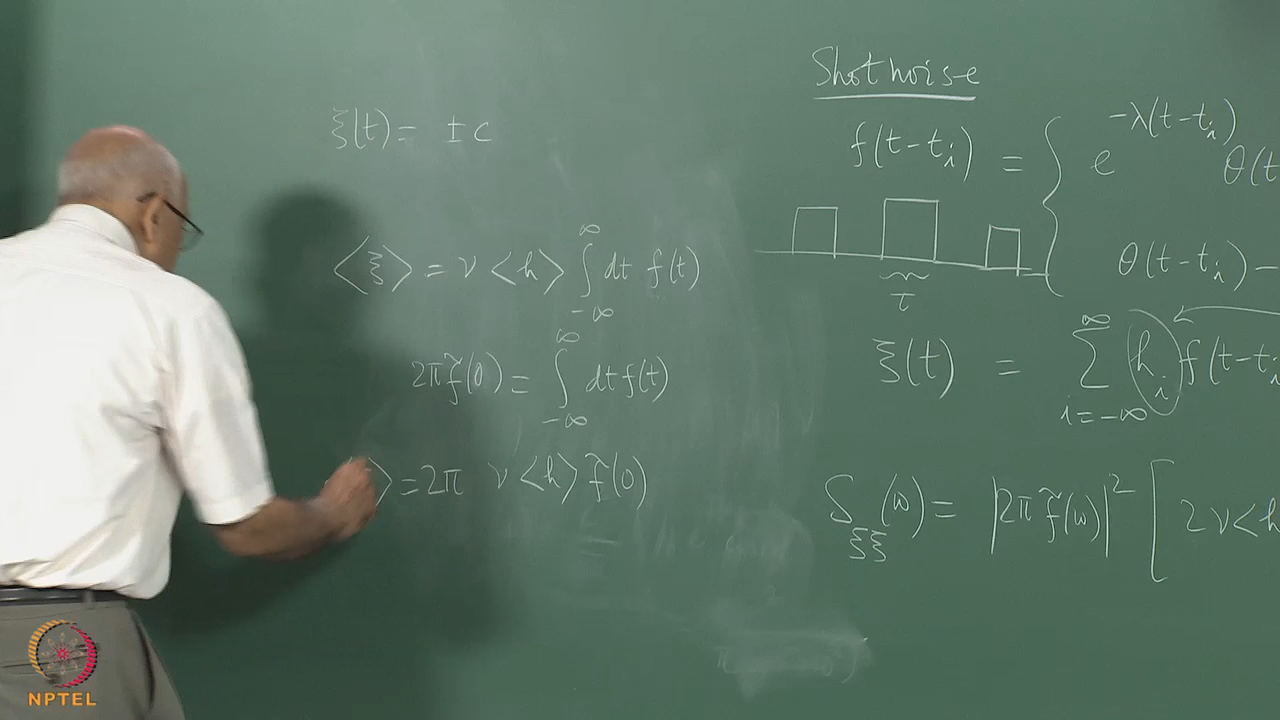 ξ(t) = ±c
⟨ξ⟩ = ν ⟨h⟩ ∫_{-∞}^{∞} dt f(t)
2π f̃(0) = ∫_{-∞}^{∞} dt f(t)
⟩ = 2π ν ⟨h⟩ f̃(0)
Shot noise
f(t-t_i) = { e^{-λ(t-t_i)} θ(t
θ(t-t_i) -
τ
ξ(t) = ∑_{i=-∞}^{∞} h_i f(t-t_i
S_{ξξ}(ω) = |2π f̃(ω)|² [ 2ν<h
NPTEL